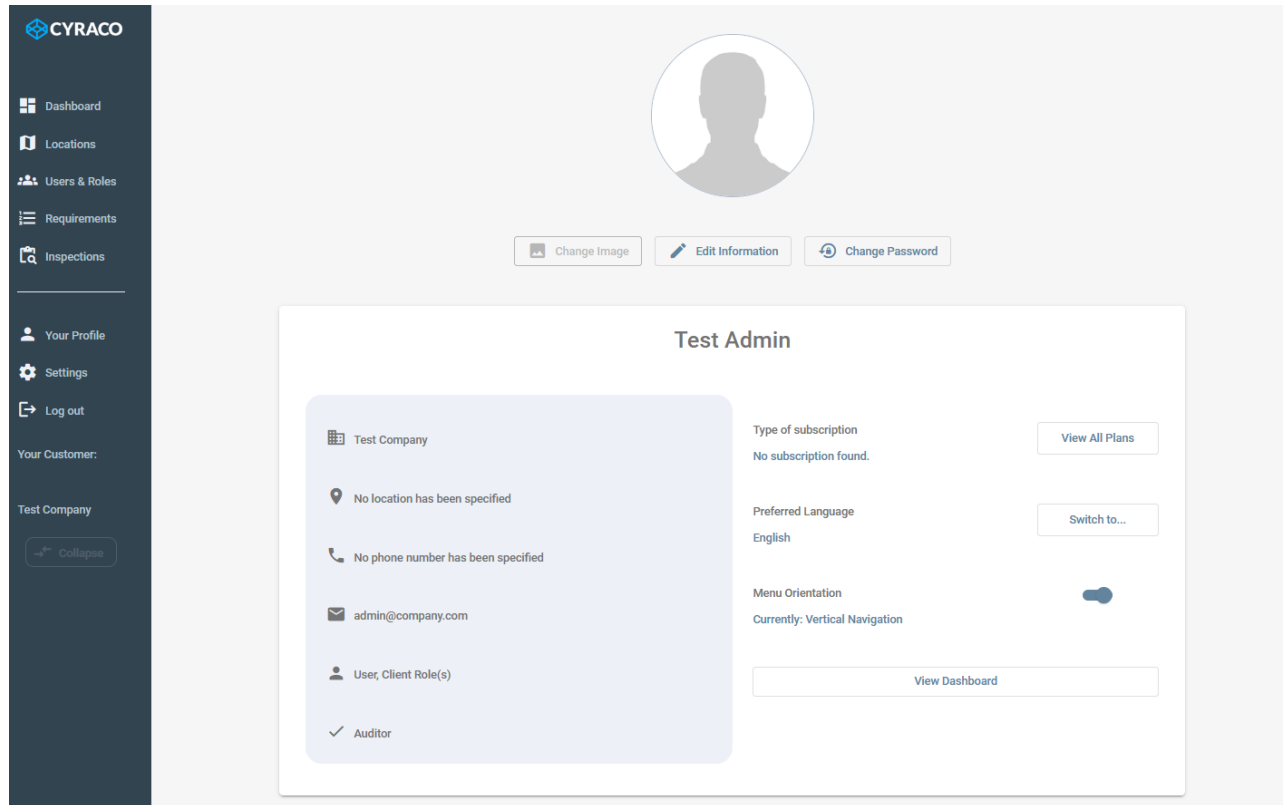 CYRACO
Dashboard
Locations
Users & Roles
Requirements
Inspections
Your Profile
Settings
Log out
Your Customer:
Test Company
Collapse
Change Image
Edit Information
Change Password
Test Admin
Test Company
No location has been specified
No phone number has been specified
admin@company.com
User, Client Role(s)
Auditor
Type of subscription
No subscription found.
View All Plans
Preferred Language
English
Switch to...
Menu Orientation
Currently: Vertical Navigation
View Dashboard